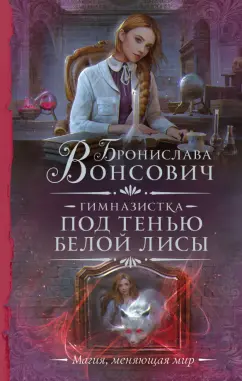 Бронислава
Вонсович
Гимназистка
Под тенью
белой лисы
Магия, меняющая мир